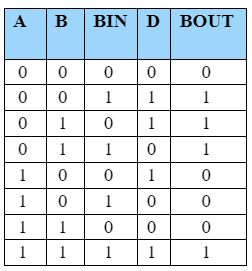 A B BIN D BOUT
0 0 0 0 0
0 0 1 1 1
0 1 0 1 1
0 1 1 0 1
1 0 0 1 0
1 0 1 0 0
1 1 0 0 0
1 1 1 1 1